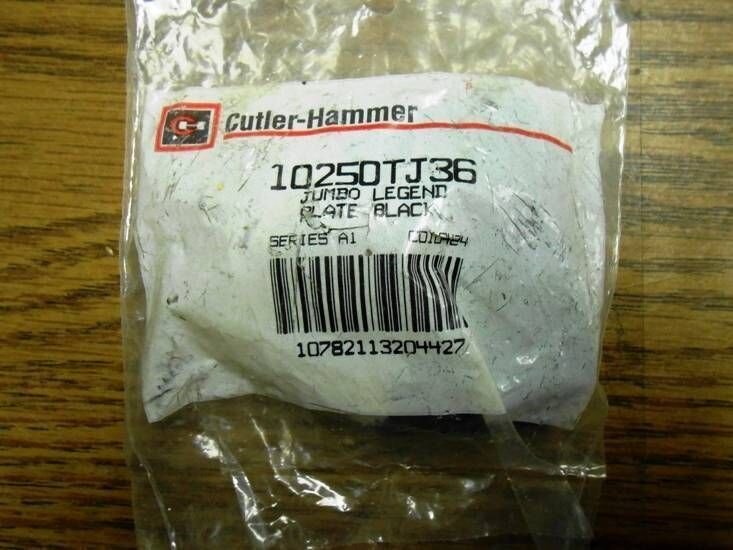 Cutler-Hammer
10250TJ36
JUMBO LEGEND
PLATE BLACK
SERIES A1
10782113204427